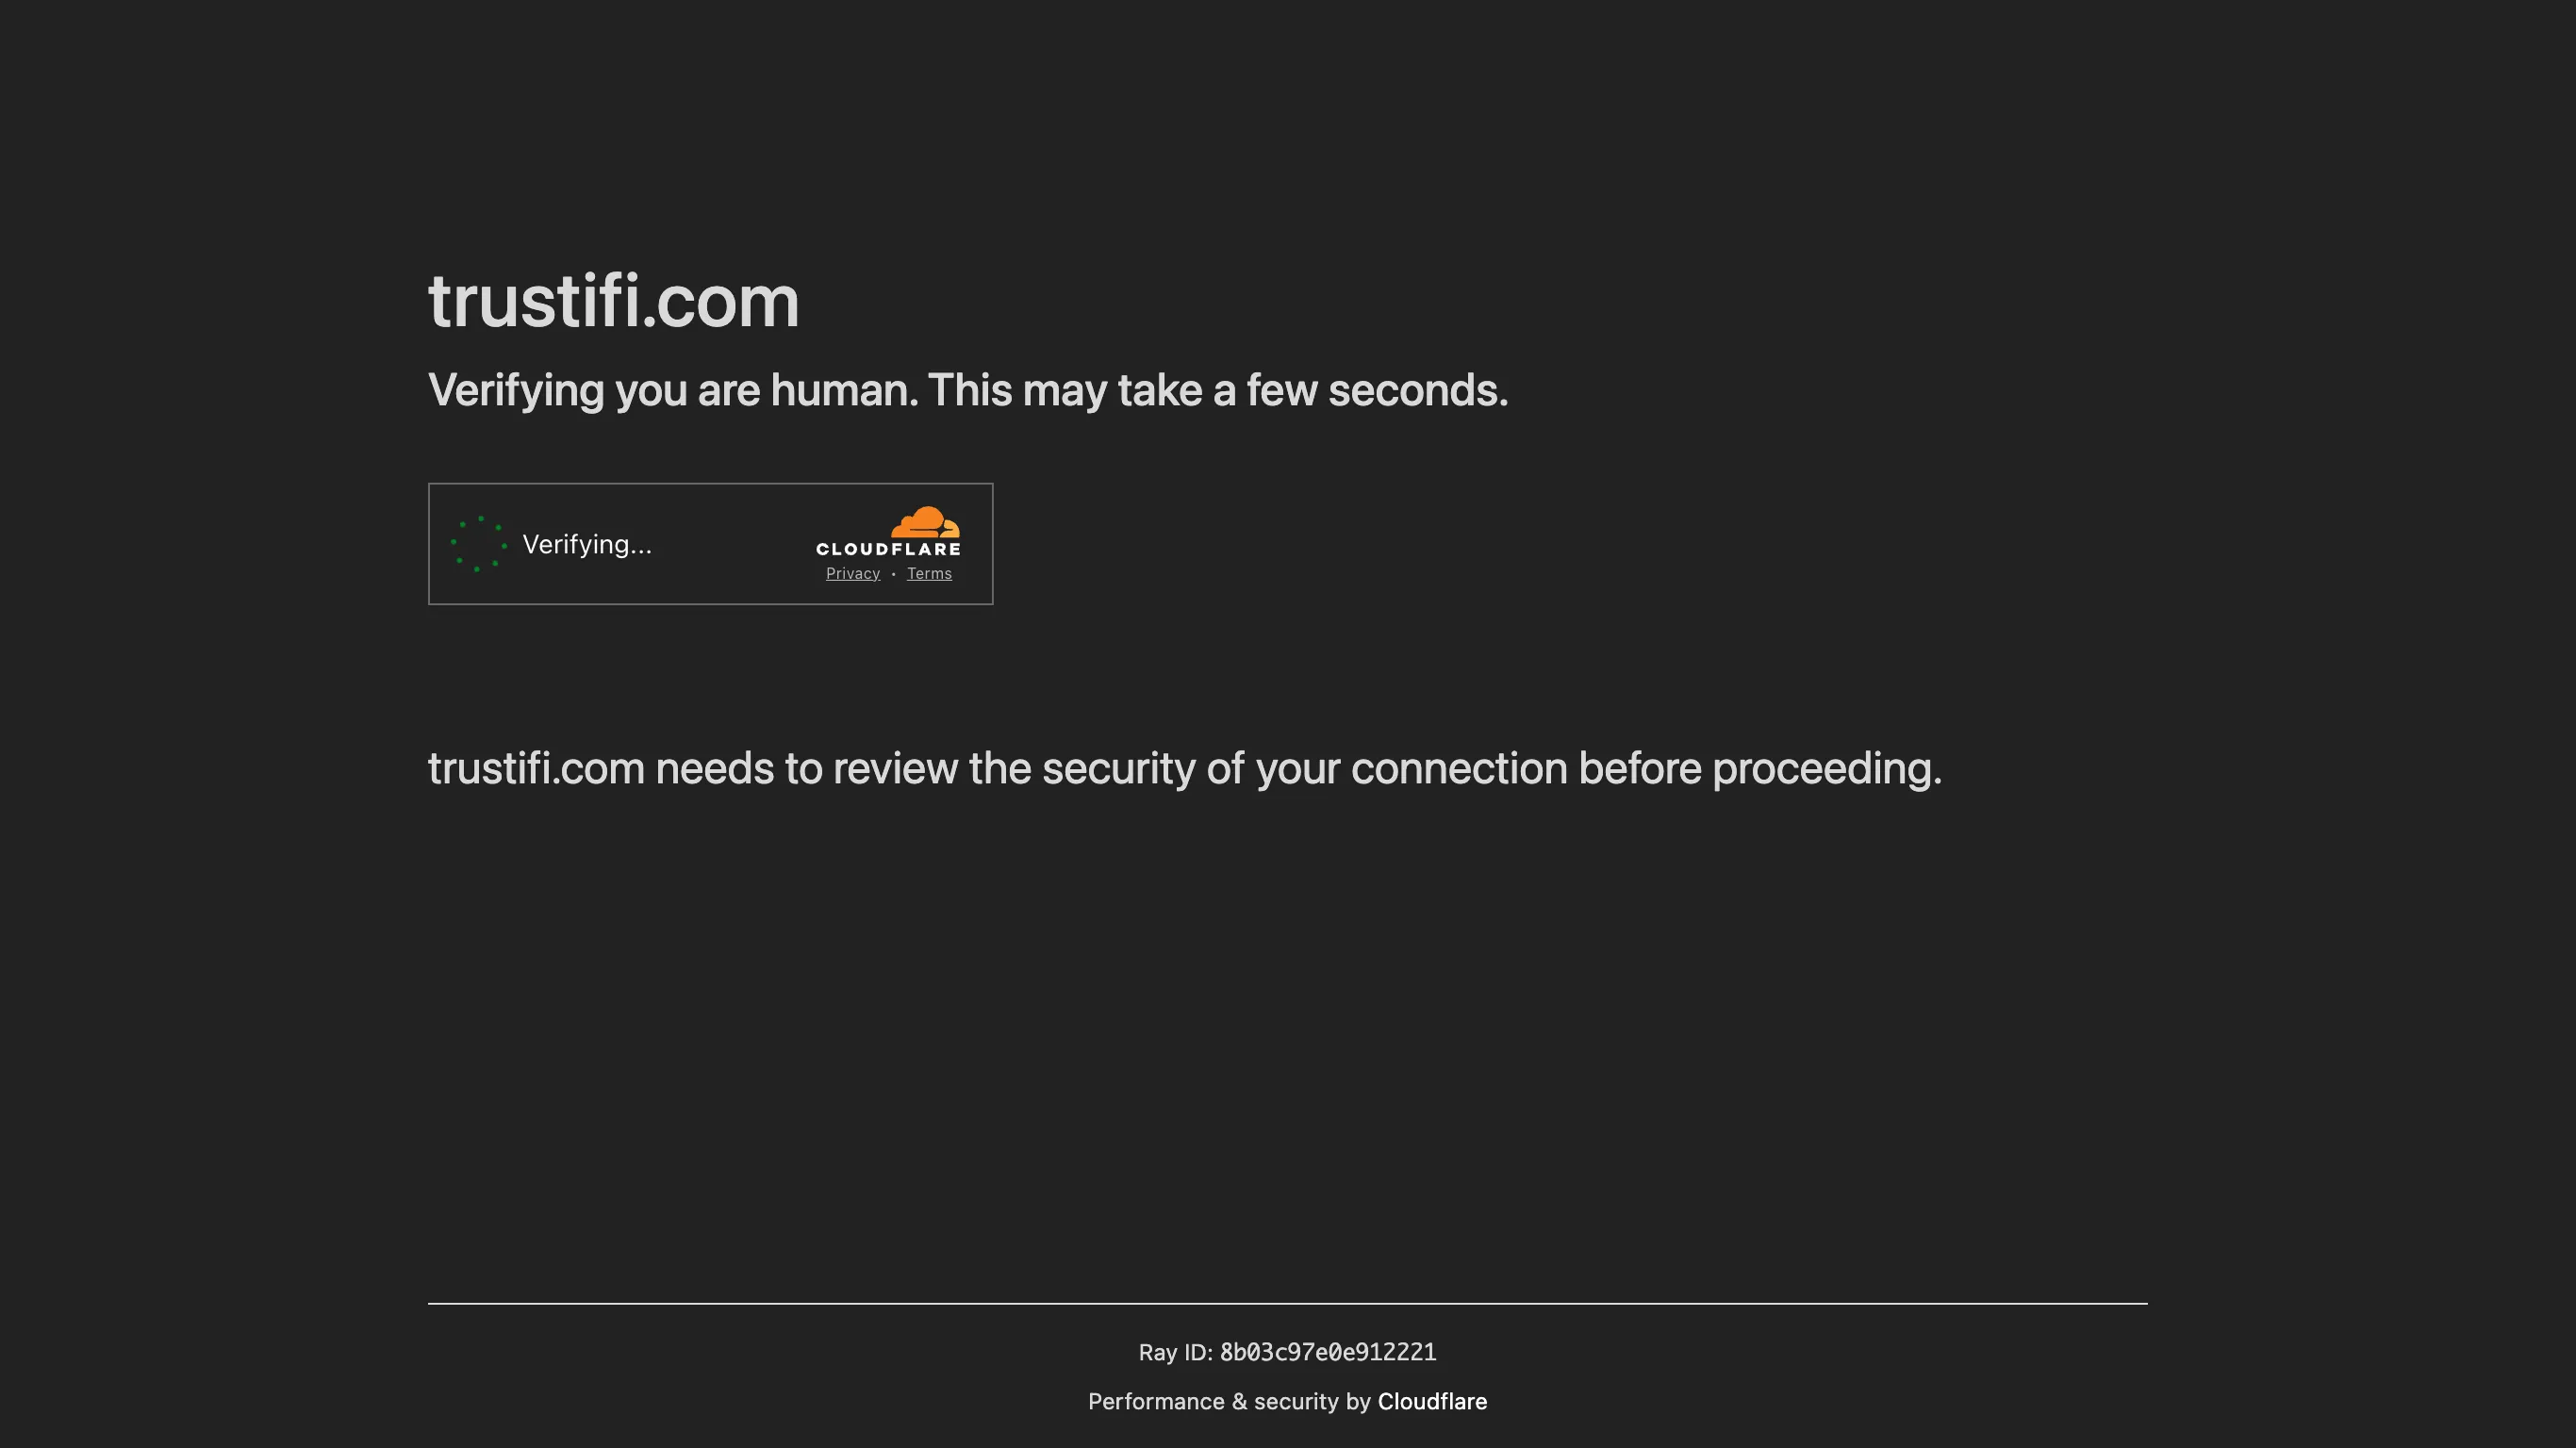 trustifi.com
Verifying you are human. This may take a few seconds.
Verifying...
CLOUDFLARE
Privacy • Terms
trustifi.com needs to review the security of your connection before proceeding.
Ray ID: 8b03c97e0e912221
Performance & security by Cloudflare